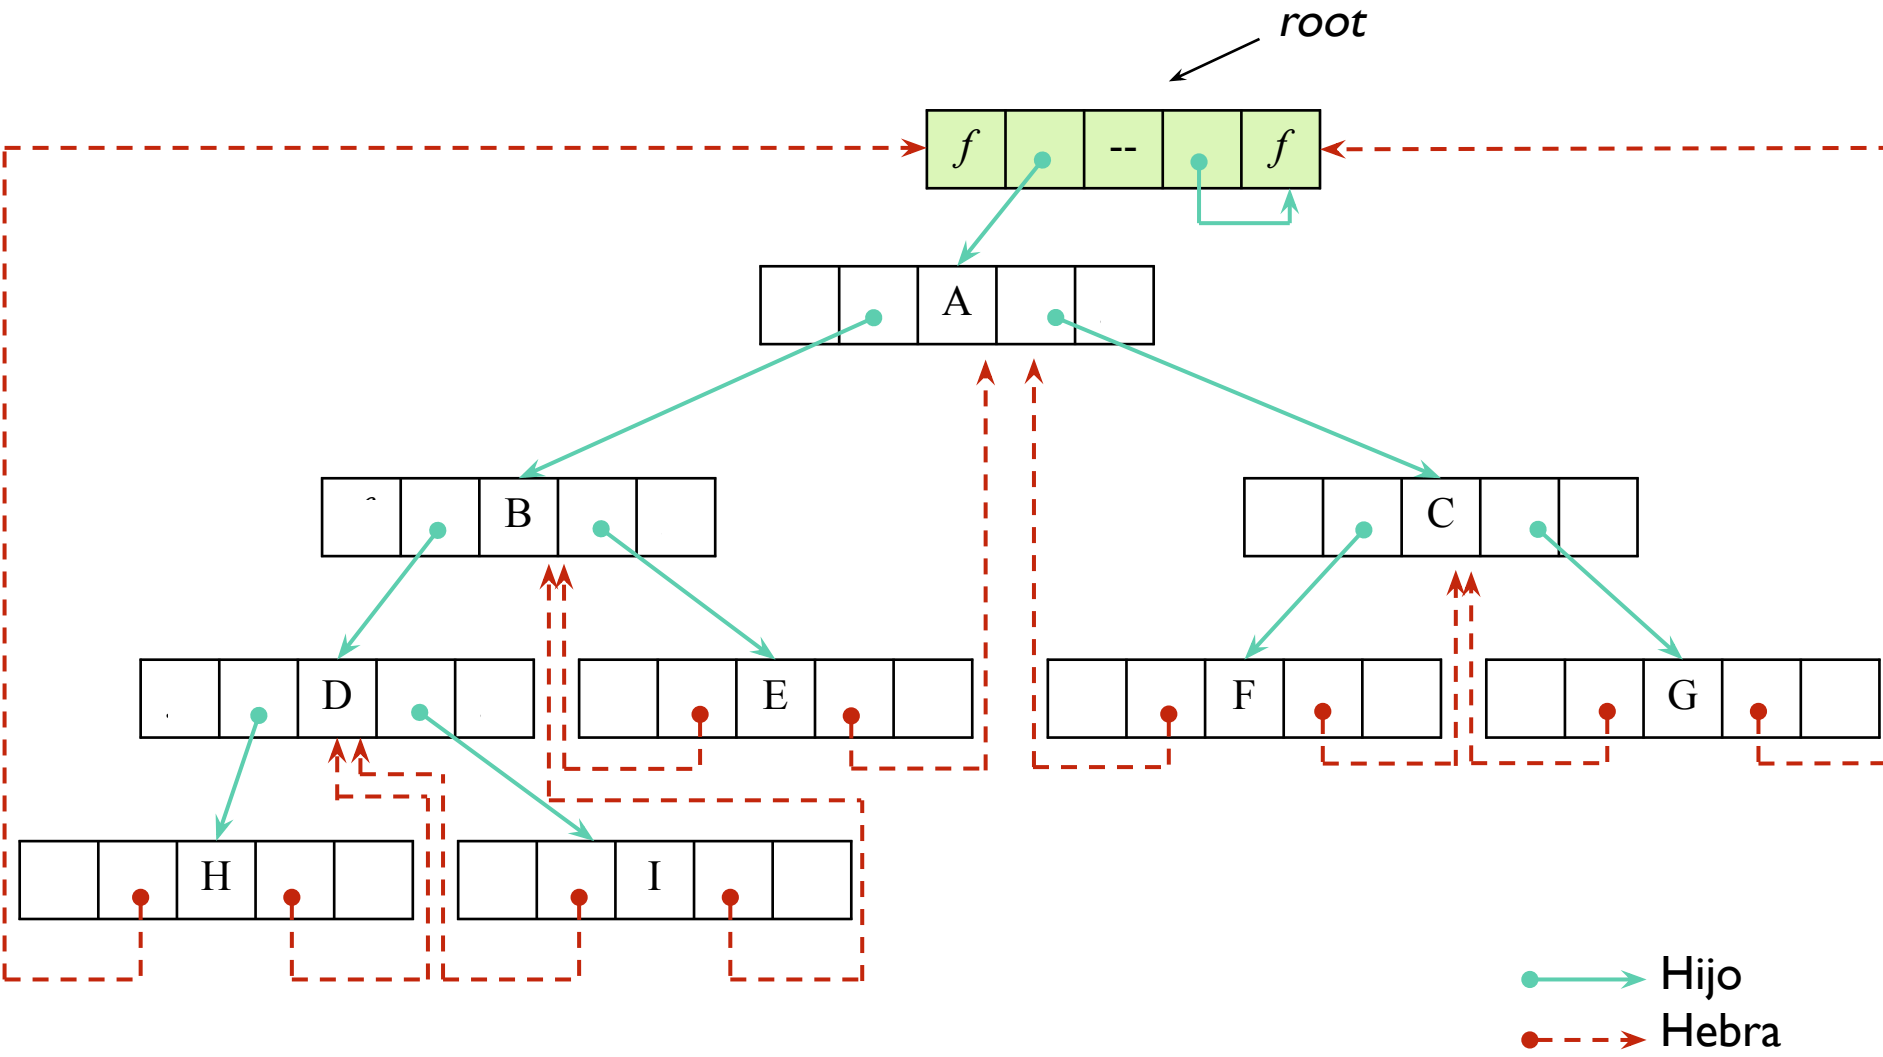 root
f -- f
A
B C
D E F G
H I
Hijo
Hebra